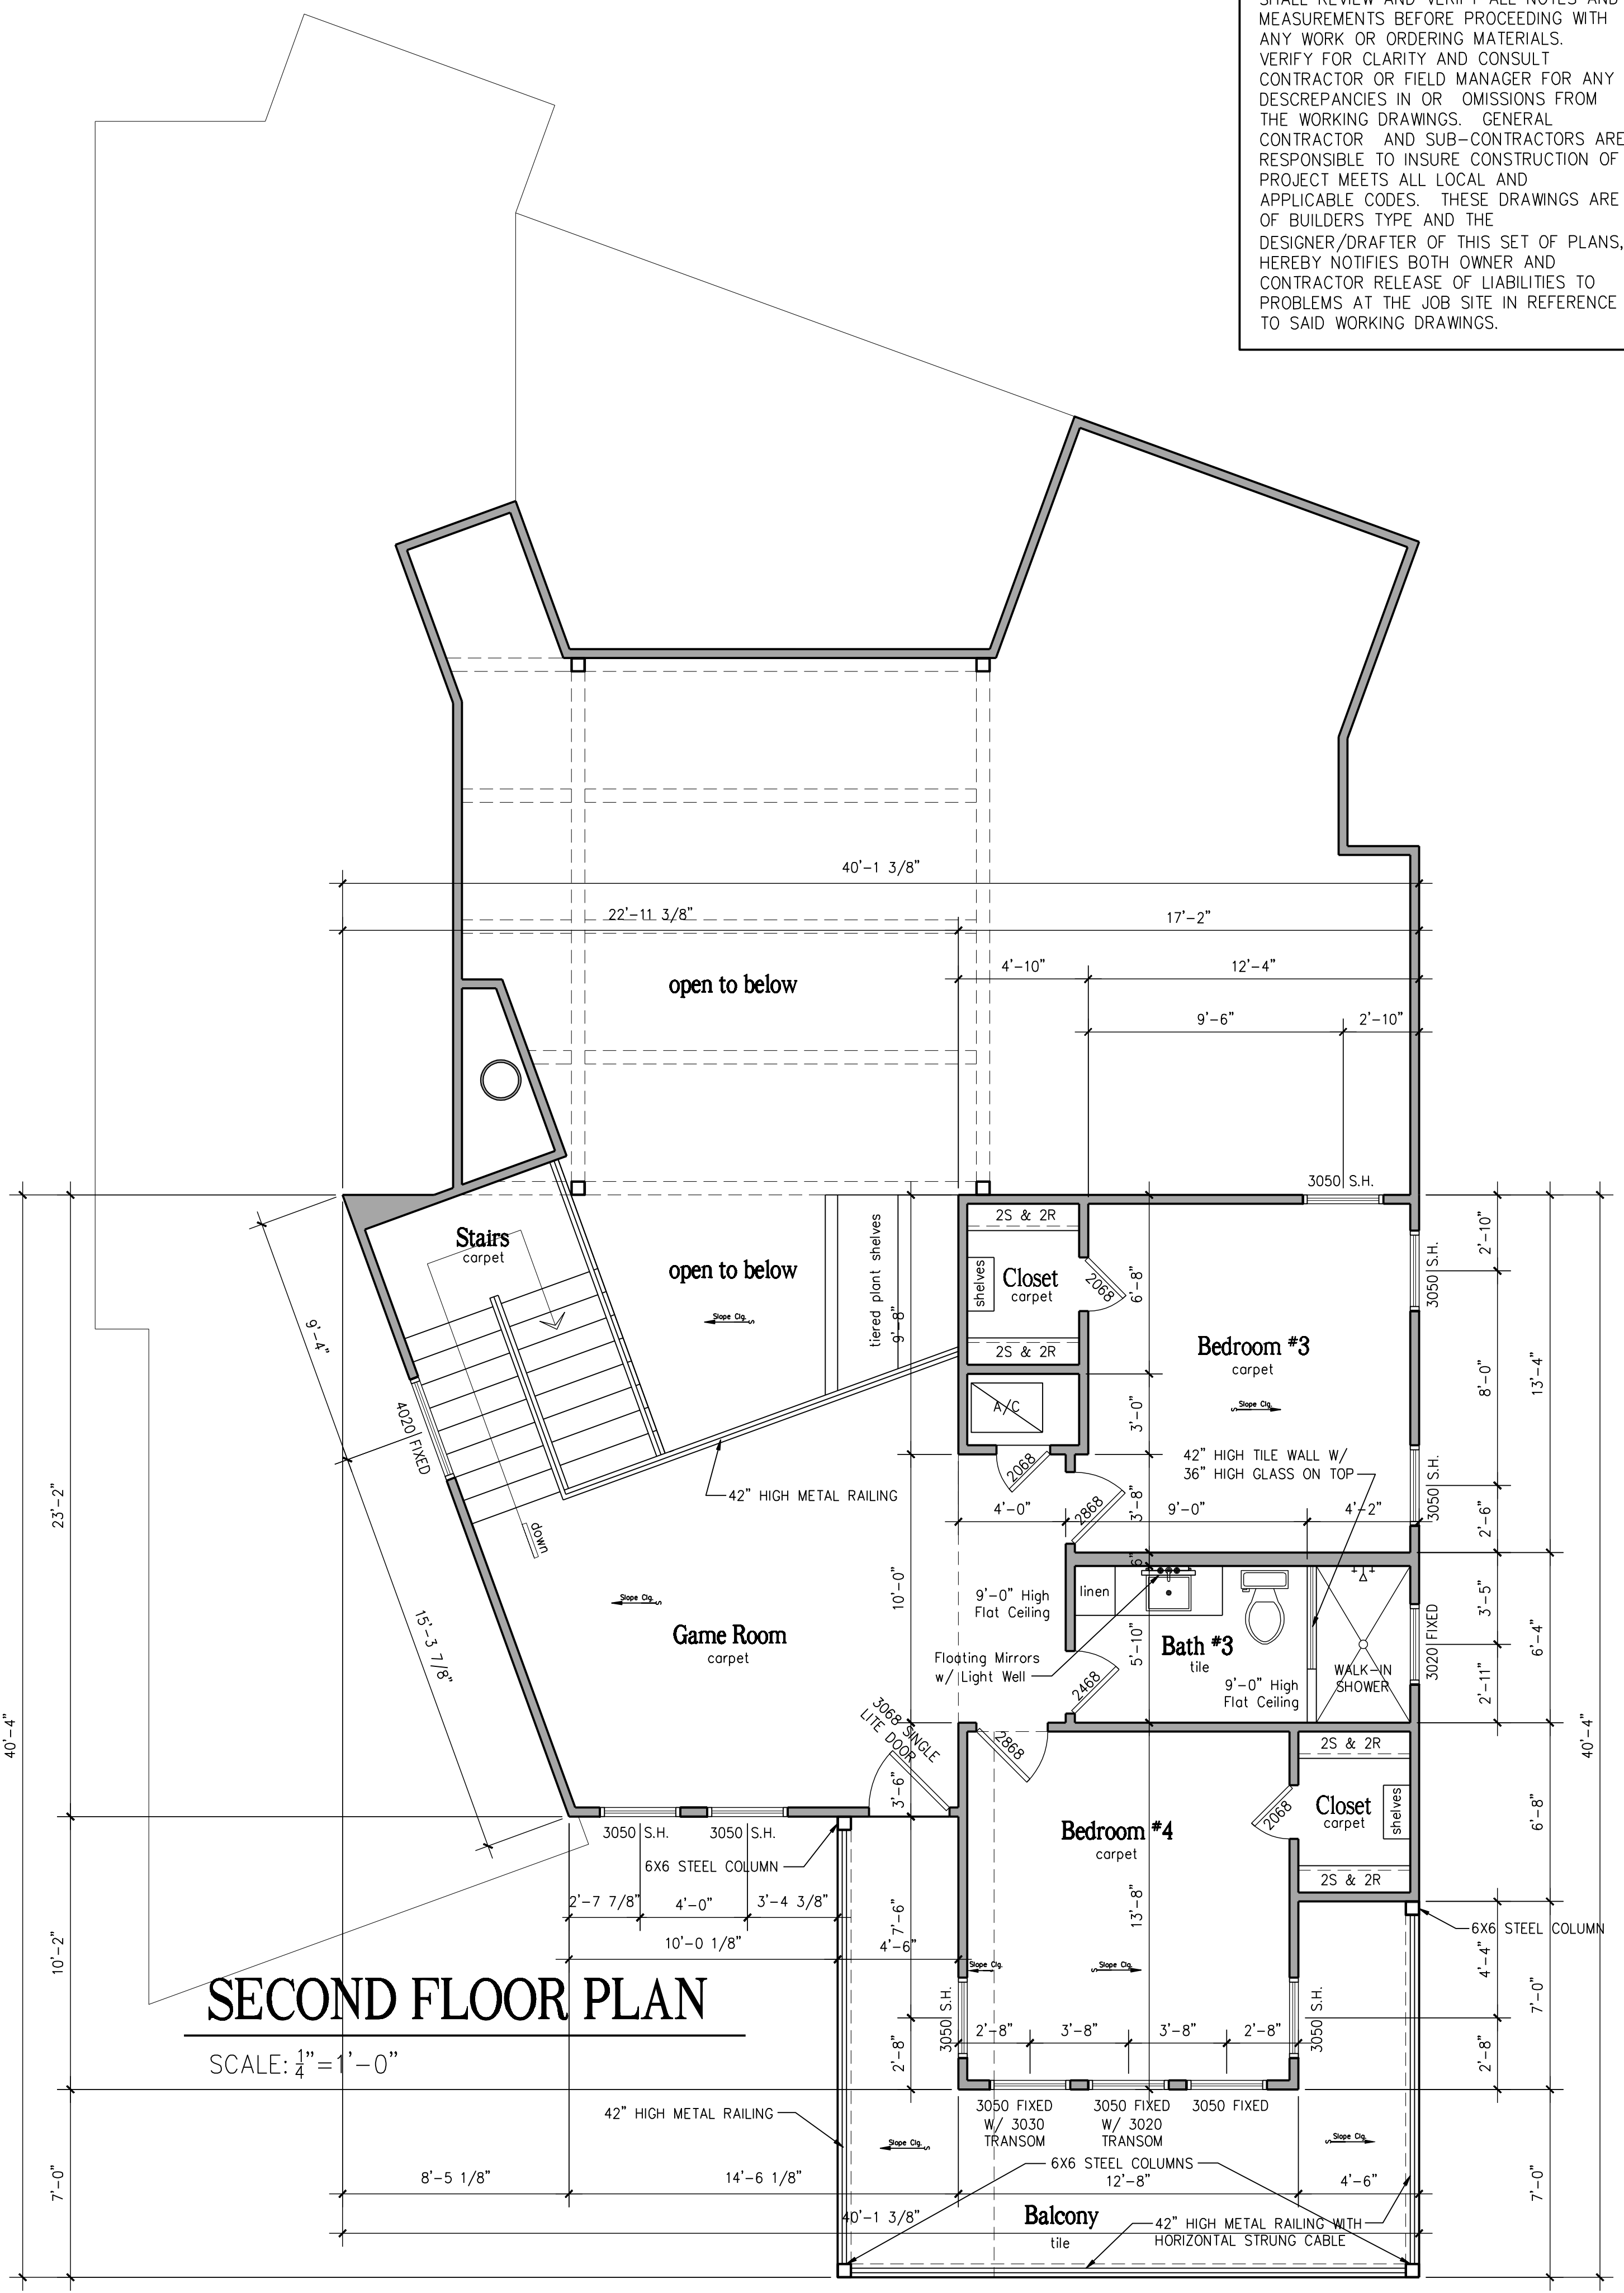 SHALL REVIEW AND VERIFY ALL NOTES AND
MEASUREMENTS BEFORE PROCEEDING WITH
ANY WORK OR ORDERING MATERIALS.
VERIFY FOR CLARITY AND CONSULT
CONTRACTOR OR FIELD MANAGER FOR ANY
DESCREPANCIES IN OR OMISSIONS FROM
THE WORKING DRAWINGS. GENERAL
CONTRACTOR AND SUB-CONTRACTORS ARE
RESPONSIBLE TO INSURE CONSTRUCTION OF
PROJECT MEETS ALL LOCAL AND
APPLICABLE CODES. THESE DRAWINGS ARE
OF BUILDERS TYPE AND THE
DESIGNER/DRAFTER OF THIS SET OF PLANS,
HEREBY NOTIFIES BOTH OWNER AND
CONTRACTOR RELEASE OF LIABILITIES TO
PROBLEMS AT THE JOB SITE IN REFERENCE
TO SAID WORKING DRAWINGS.
40'-1 3/8"
22'-11 3/8"
17'-2"
4'-10"
12'-4"
open to below
9'-6"
2'-10"
3050 S.H.
2S & 2R
Stairs
carpet
open to below
Slope Clg.
tiered plant shelves
9'-8"
shelves
Closet
carpet
2068
6'-8"
2S & 2R
Bedroom #3
carpet
Slope Clg.
3050 S.H.
2'-10"
8'-0"
13'-4"
9'-4"
4020 FIXED
A/C
3'-0"
2068
42" HIGH TILE WALL W/
36" HIGH GLASS ON TOP
3050 S.H.
42" HIGH METAL RAILING
4'-0"
2868
3'-8"
9'-0"
4'-2"
2'-6"
23'-2"
down
6"
Slope Clg.
10'-0"
9'-0" High
Flat Ceiling
linen
3'-5"
3020 FIXED
6'-4"
15'-3 7/8"
Game Room
carpet
Floating Mirrors
w/ Light Well
5'-10"
Bath #3
tile
2468
9'-0" High
Flat Ceiling
WALK-IN
SHOWER
2'-11"
40'-4"
40'-4"
3068 SINGLE
LITE DOOR
2868
3'-6"
2S & 2R
2068
Closet
carpet
shelves
6'-8"
2S & 2R
3050 S.H.
3050 S.H.
Bedroom #4
carpet
6X6 STEEL COLUMN
2'-7 7/8"
4'-0"
3'-4 3/8"
7'-6"
13'-8"
6X6 STEEL COLUMN
10'-0 1/8"
4'-6"
10'-2"
4'-4"
7'-0"
Slope Clg.
Slope Clg.
SECOND FLOOR PLAN
SCALE: 1/4"=1'-0"
3050 S.H.
2'-8"
3'-8"
3'-8"
2'-8"
3050 S.H.
2'-8"
2'-8"
42" HIGH METAL RAILING
3050 FIXED
W/ 3030
TRANSOM
3050 FIXED
W/ 3020
TRANSOM
3050 FIXED
Slope Clg.
Slope Clg.
6X6 STEEL COLUMNS
7'-0"
8'-5 1/8"
14'-6 1/8"
12'-8"
4'-6"
7'-0"
40'-1 3/8"
Balcony
tile
42" HIGH METAL RAILING WITH
HORIZONTAL STRUNG CABLE